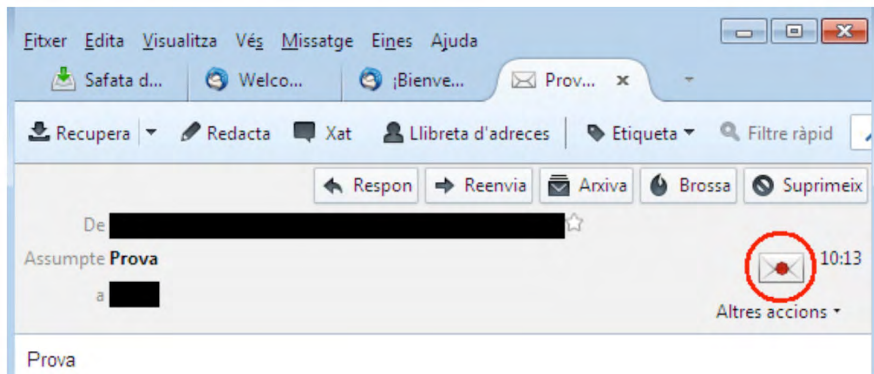 Fitxer Edita Visualitza Vés Missatge Eines Ajuda
Safata d... Welco... ¡Bienve... Prov...
Recupera Redacta Xat Llibreta d'adreces Etiqueta Filtre ràpid
Respon Reenvia Arxiva Brossa Suprimeix
De
Assumpte Prova 10:13
a
Altres accions
Prova